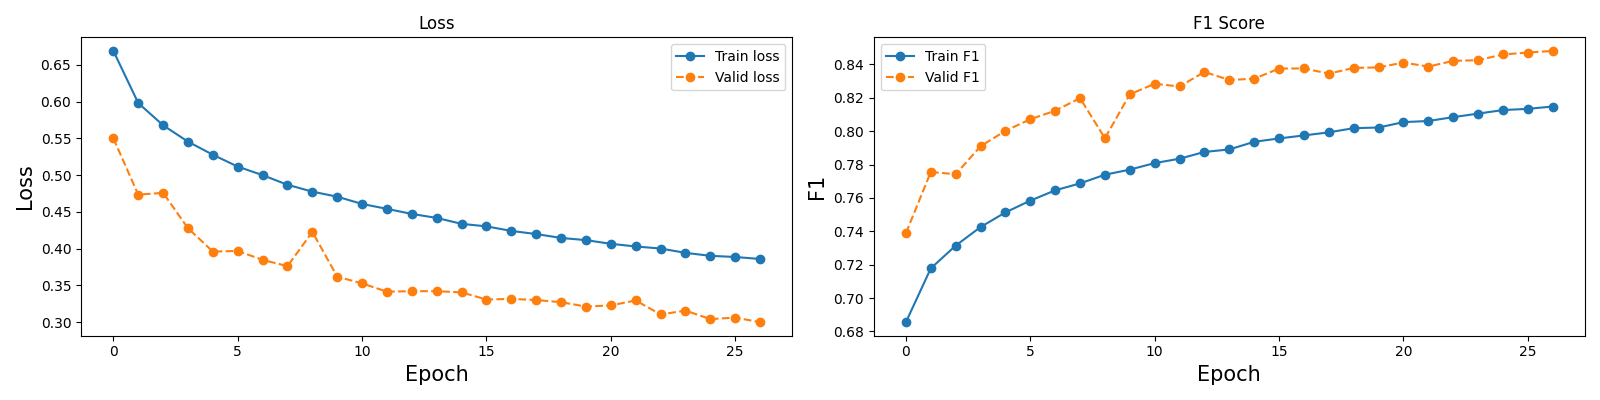 Loss
Train loss
Valid loss
0.65
0.60
0.55
0.50
0.45
0.40
0.35
0.30
Loss
0 5 10 15 20 25
Epoch
F1 Score
Train F1
Valid F1
0.84
0.82
0.80
0.78
0.76
0.74
0.72
0.70
0.68
F1
0 5 10 15 20 25
Epoch